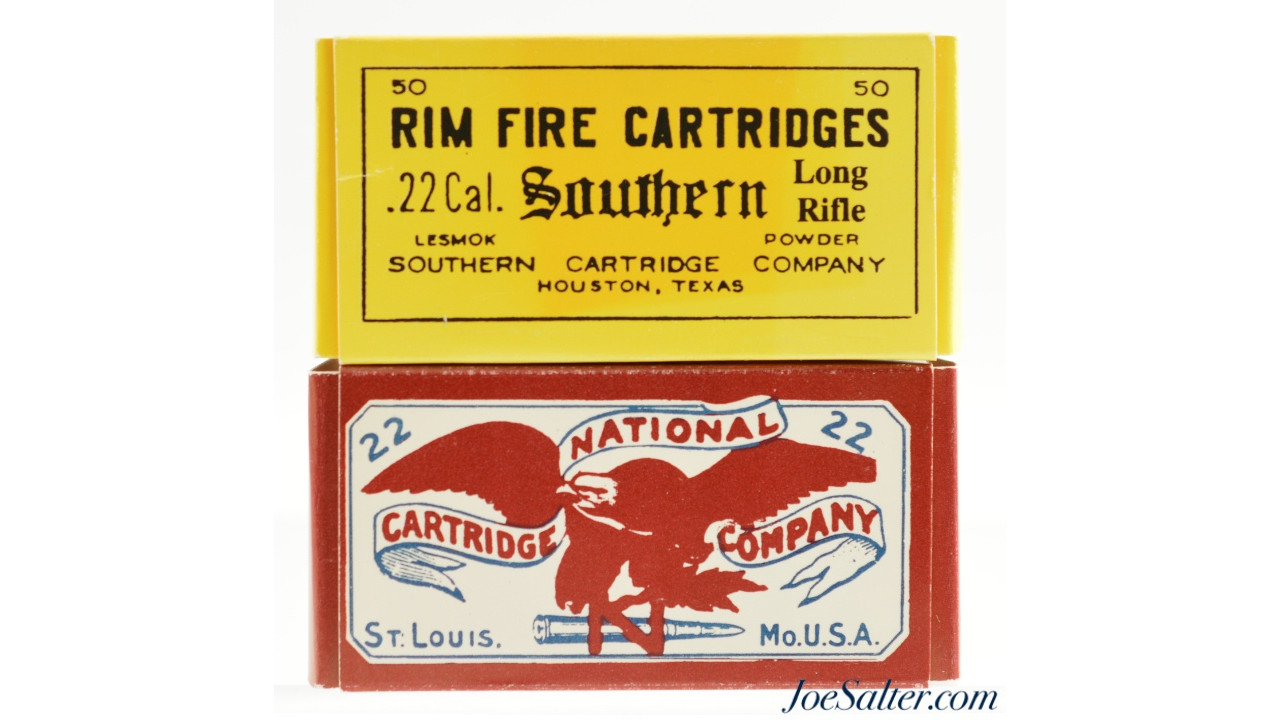 50 50
RIM FIRE CARTRIDGES
.22 Cal. Southern Long Rifle
LESMOK POWDER
SOUTHERN CARTRIDGE COMPANY
HOUSTON, TEXAS
22 NATIONAL 22
CARTRIDGE COMPANY
N
ST. LOUIS. MO.U.S.A.
JoeSalter.com